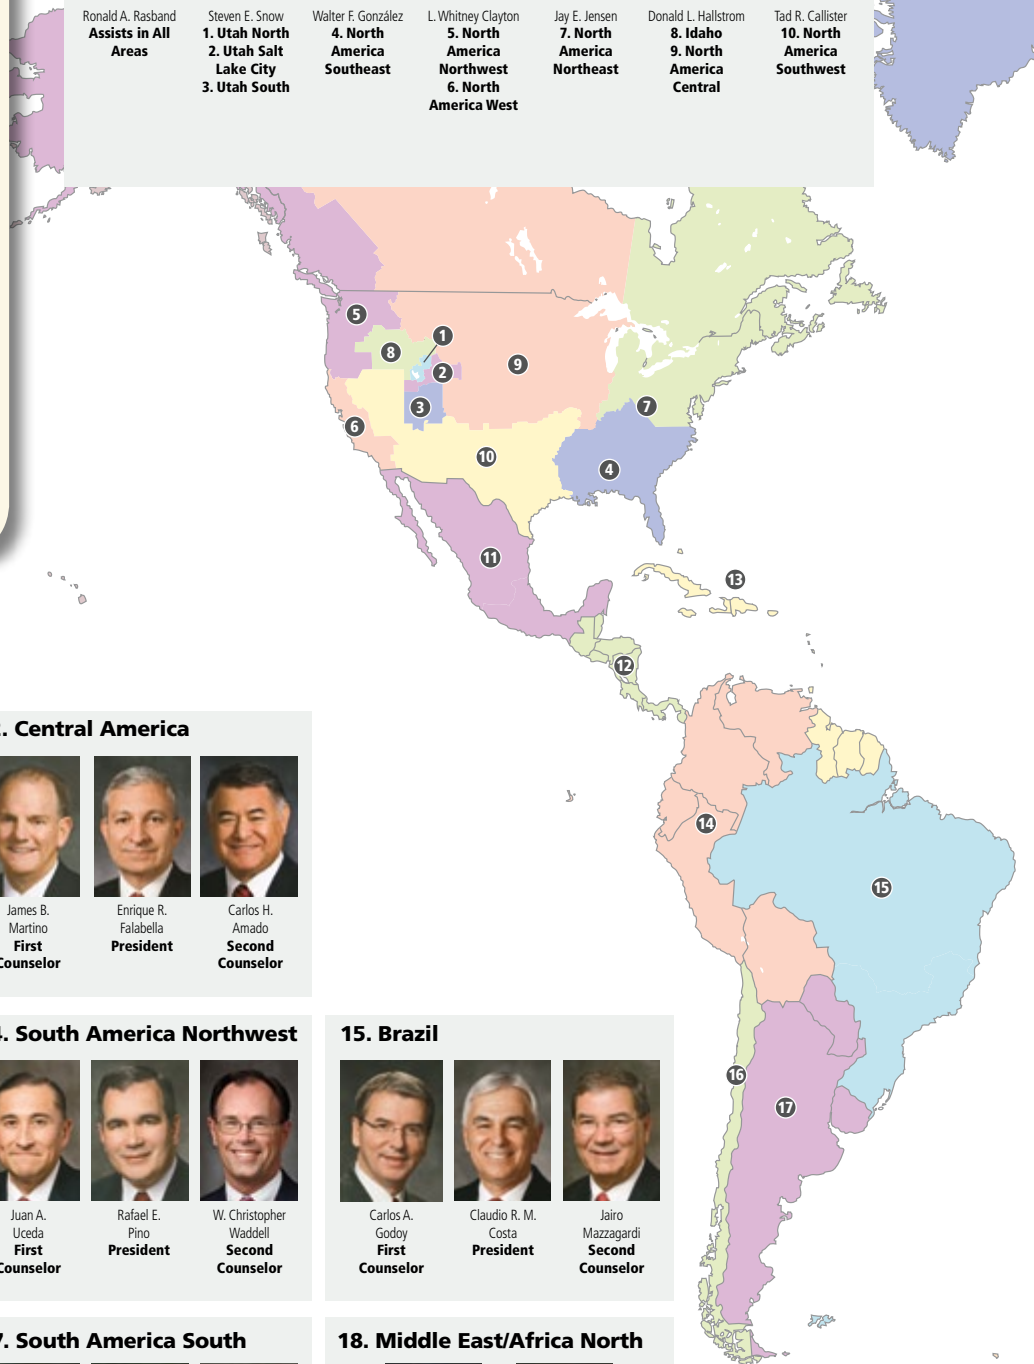 Ronald A. Rasband
Assists in All
Areas
Steven E. Snow
1. Utah North
2. Utah Salt
Lake City
3. Utah South
Walter F. González
4. North
America
Southeast
L. Whitney Clayton
5. North
America
Northwest
6. North
America West
Jay E. Jensen
7. North
America
Northeast
Donald L. Hallstrom
8. Idaho
9. North
America
Central
Tad R. Callister
10. North
America
Southwest
5
1
8
2
9
3
7
6
10
4
11
13
12
14
15
16
17
. Central America
James B.
Martino
First
Counselor
Enrique R.
Falabella
President
Carlos H.
Amado
Second
Counselor
. South America Northwest
Juan A.
Uceda
First
Counselor
Rafael E.
Pino
President
W. Christopher
Waddell
Second
Counselor
15. Brazil
Carlos A.
Godoy
First
Counselor
Claudio R. M.
Costa
President
Jairo
Mazzagardi
Second
Counselor
. South America South
18. Middle East/Africa North